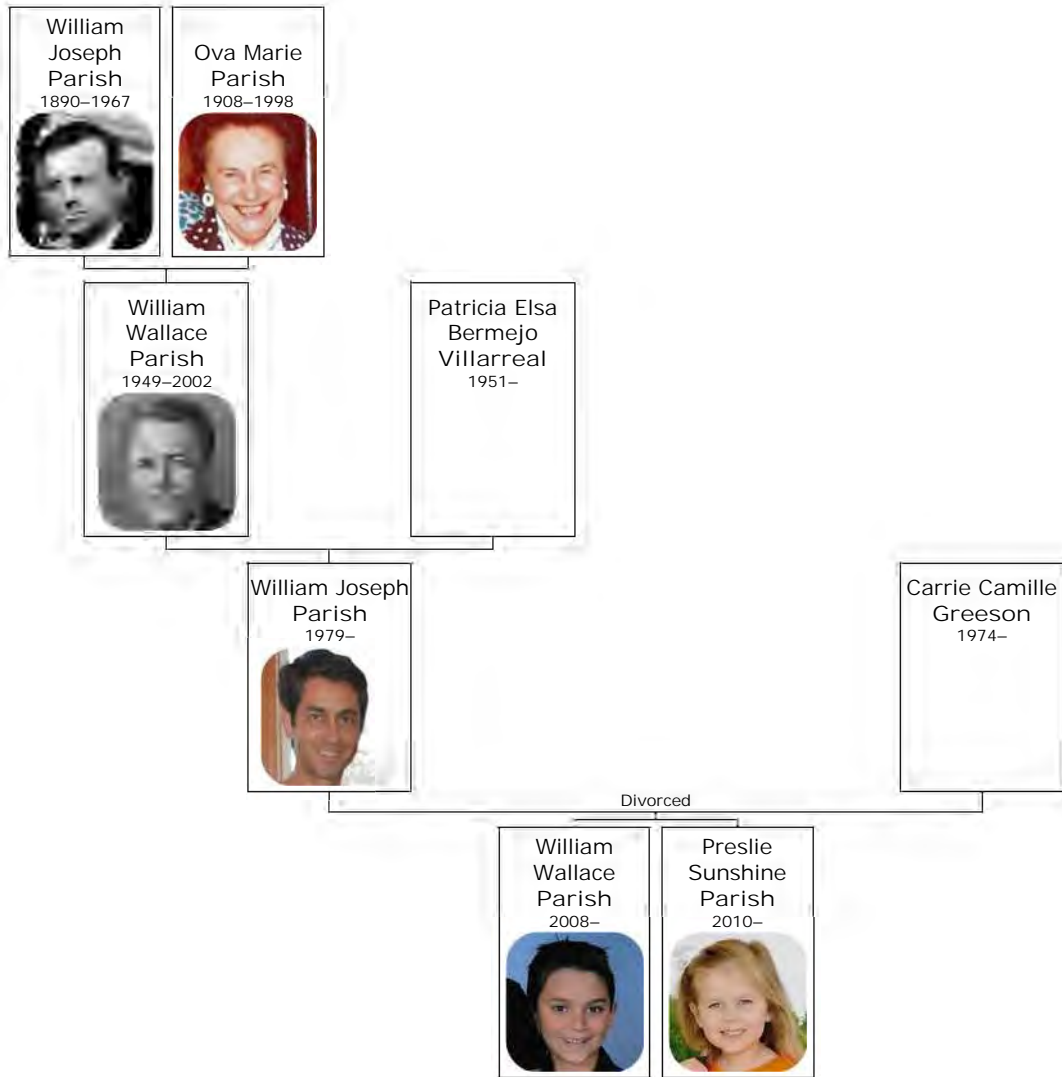 William
Joseph
Parish
1890–1967
Ova Marie
Parish
1908–1998
William
Wallace
Parish
1949–2002
Patricia Elsa
Bermejo
Villarreal
1951–
William Joseph
Parish
1979–
Carrie Camille
Greeson
1974–
Divorced
William
Wallace
Parish
2008–
Preslie
Sunshine
Parish
2010–